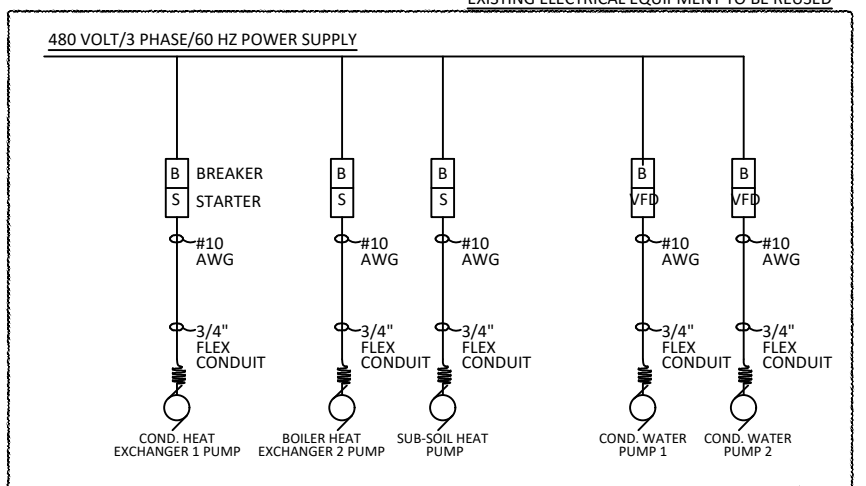 EXISTING ELECTRICAL EQUIPMENT TO BE REUSED
480 VOLT/3 PHASE/60 HZ POWER SUPPLY
B BREAKER
S STARTER
#10
AWG
3/4"
FLEX
CONDUIT
COND. HEAT
EXCHANGER 1 PUMP
B
S
#10
AWG
3/4"
FLEX
CONDUIT
BOILER HEAT
EXCHANGER 2 PUMP
B
S
#10
AWG
3/4"
FLEX
CONDUIT
SUB-SOIL HEAT
PUMP
B
VFD
#10
AWG
3/4"
FLEX
CONDUIT
COND. WATER
PUMP 1
B
VFD
#10
AWG
3/4"
FLEX
CONDUIT
COND. WATER
PUMP 2